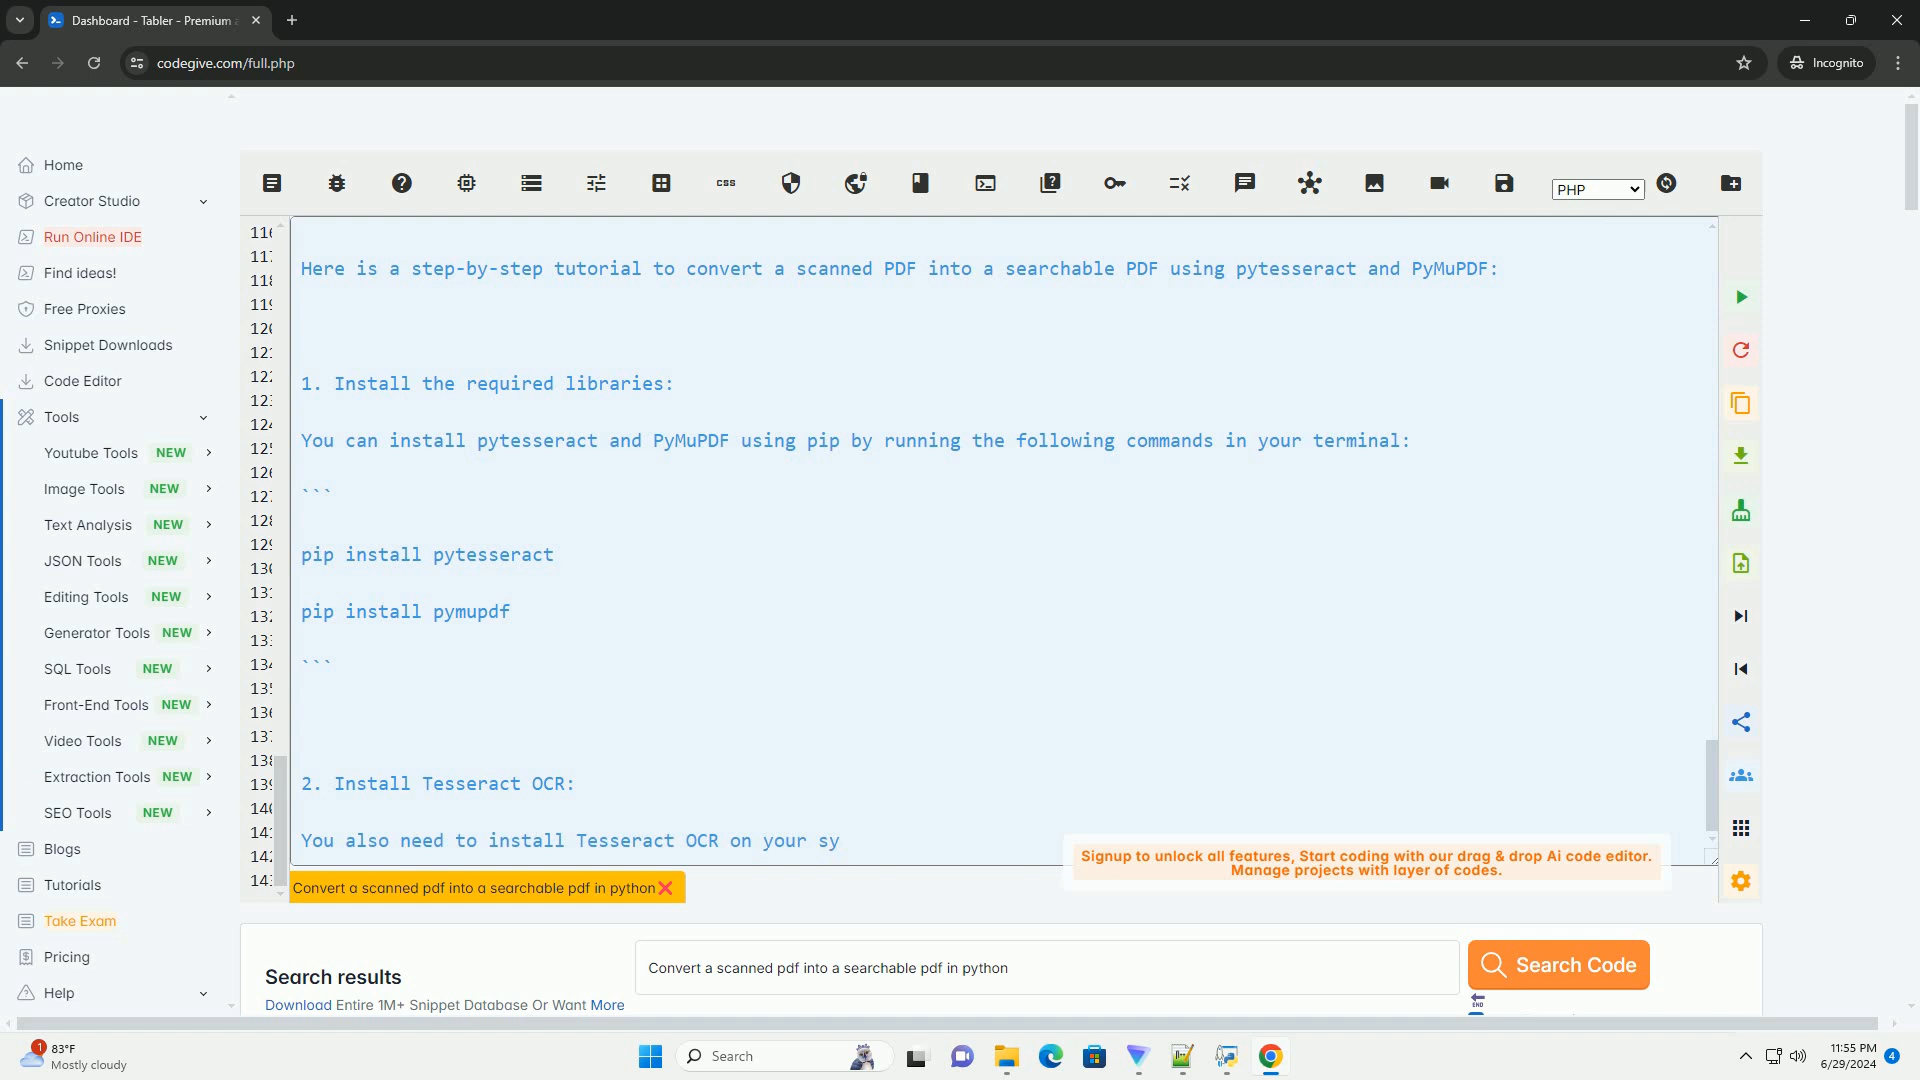 Dashboard - Tabler - Premium
codegive.com/full.php
Incognito
Home
Creator Studio
Run Online IDE
Find ideas!
Free Proxies
Snippet Downloads
Code Editor
Tools
Youtube Tools NEW
Image Tools NEW
Text Analysis NEW
JSON Tools NEW
Editing Tools NEW
Generator Tools NEW
SQL Tools NEW
Front-End Tools NEW
Video Tools NEW
Extraction Tools NEW
SEO Tools NEW
Blogs
Tutorials
Take Exam
Pricing
Help
css
PHP
Here is a step-by-step tutorial to convert a scanned PDF into a searchable PDF using pytesseract and PyMuPDF:
1. Install the required libraries:
You can install pytesseract and PyMuPDF using pip by running the following commands in your terminal:
```
pip install pytesseract
pip install pymupdf
```
2. Install Tesseract OCR:
You also need to install Tesseract OCR on your sy
Signup to unlock all features, Start coding with our drag & drop Ai code editor.
Manage projects with layer of codes.
Convert a scanned pdf into a searchable pdf in python
Search results
Download Entire 1M+ Snippet Database Or Want More
Convert a scanned pdf into a searchable pdf in python
Search Code
END
1
83°F
Mostly cloudy
Search
11:55 PM
6/29/2024
4